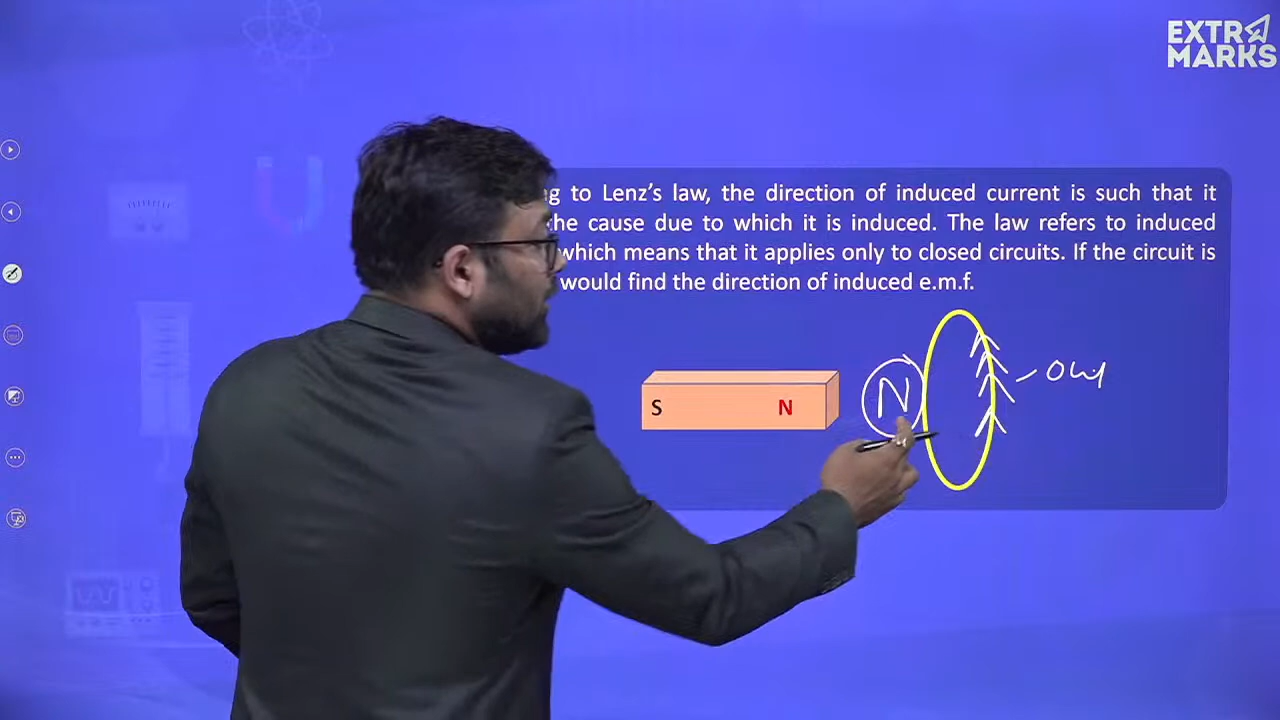 EXTRA
MARKS
to Lenz's law, the direction of induced current is such that it
the cause due to which it is induced. The law refers to induced
which means that it applies only to closed circuits. If the circuit is
would find the direction of induced e.m.f.
S N N